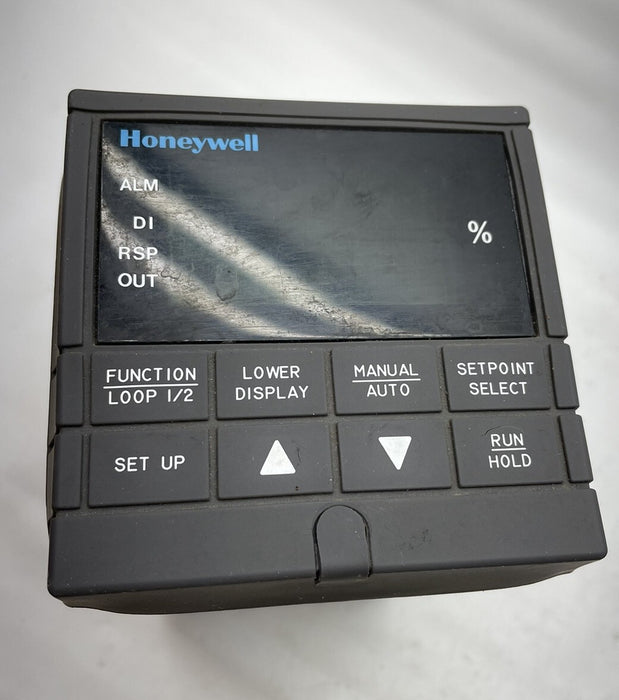 Honeywell
ALM
DI
RSP
OUT
%
FUNCTION
LOOP 1/2
LOWER
DISPLAY
MANUAL
AUTO
SETPOINT
SELECT
SET UP
RUN
HOLD